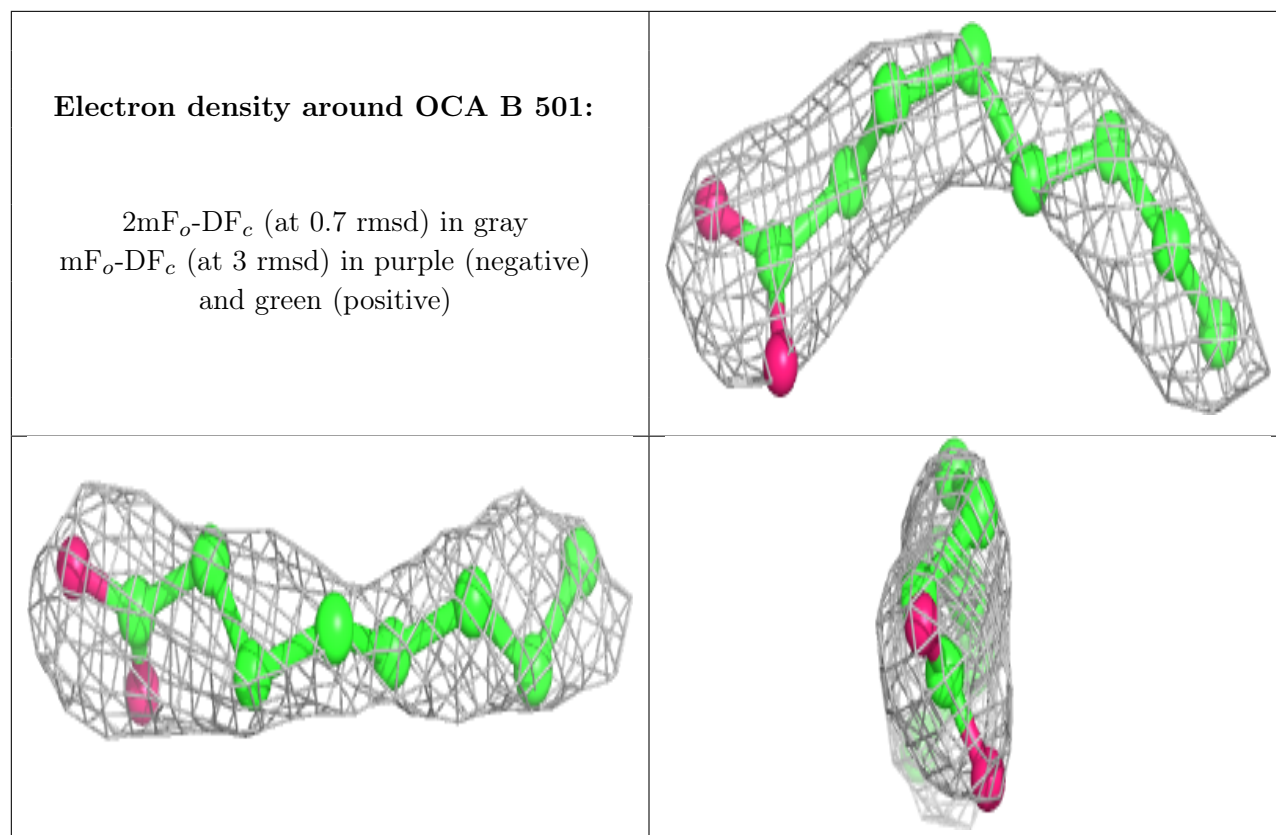 Electron density around OCA B 501:
2mFo-DFc (at 0.7 rmsd) in gray
mFo-DFc (at 3 rmsd) in purple (negative)
and green (positive)